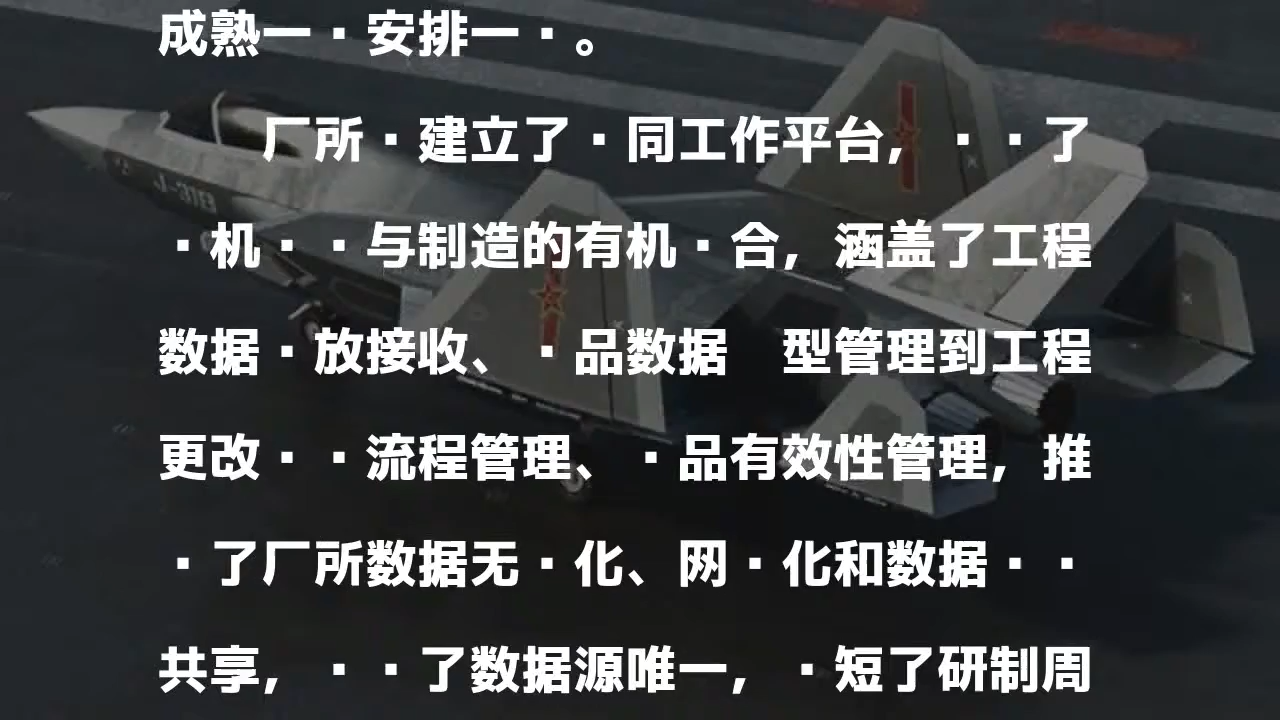 成熟一·安排一·。
厂所·建立了·同工作平台，··了
·机··与制造的有机·合，涵盖了工程
数据·放接收、·品数据　型管理到工程
更改··流程管理、·品有效性管理，推
·了厂所数据无·化、网·化和数据··
共享，··了数据源唯一，·短了研制周
J-31B